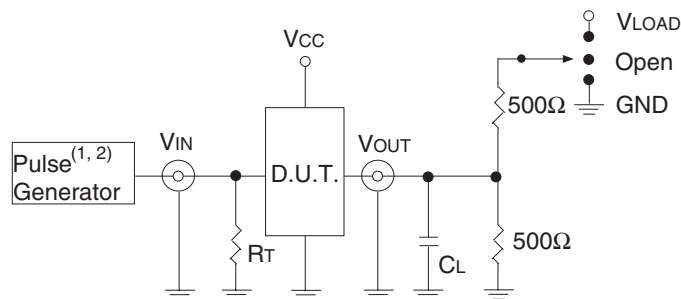 VLOAD
VCC
Open
500Ω
GND
VIN
VOUT
Pulse(1, 2)
Generator
D.U.T.
RT
CL
500Ω